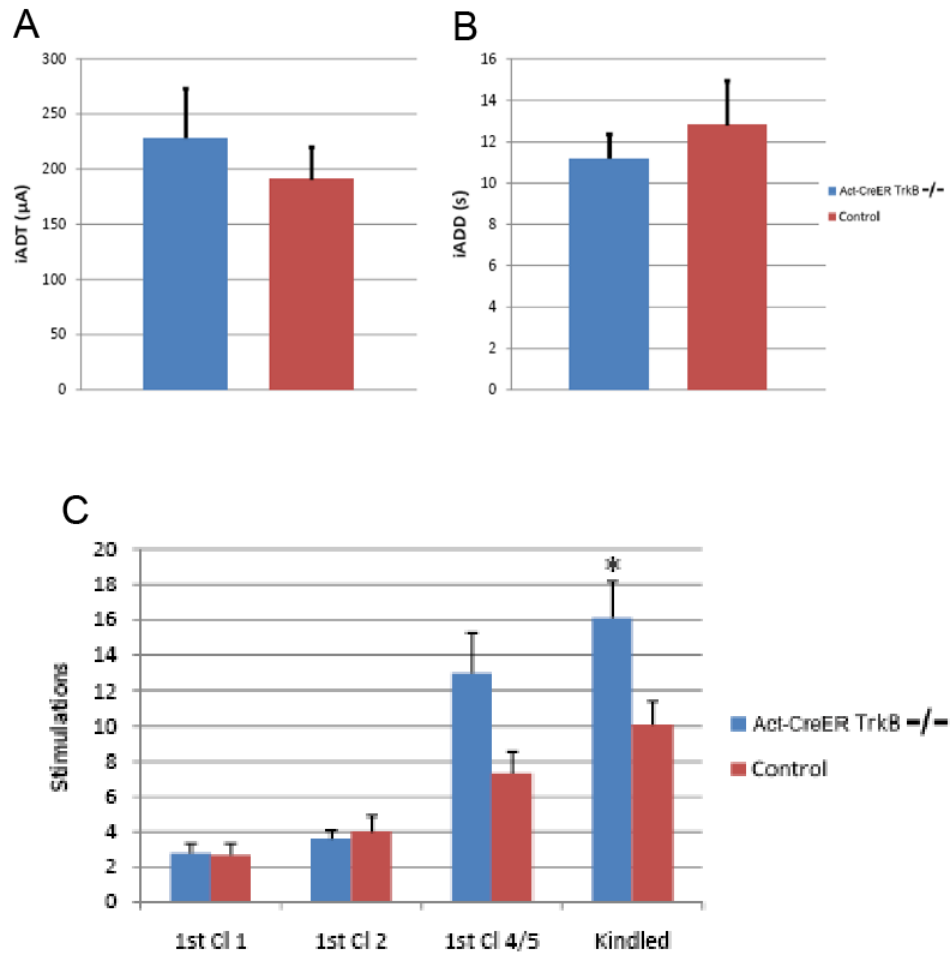 A
300
250
200
150
100
50
0
iADT (µA)
B
16
14
12
10
8
6
4
2
0
iADD (s)
Act-CreER TrkB -/-
Control
C
20
18
16
14
12
10
8
6
4
2
0
Stimulations
*
1st Cl 1 1st Cl 2 1st Cl 4/5 Kindled
Act-CreER TrkB -/-
Control